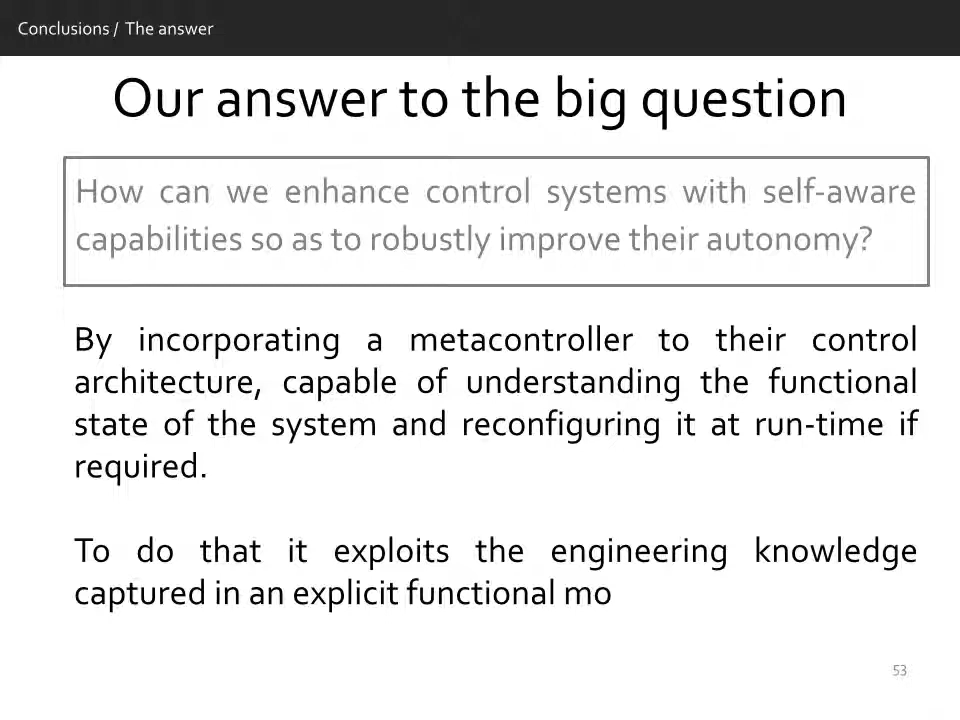 Conclusions / The answer
Our answer to the big question
How can we enhance control systems with self-aware
capabilities so as to robustly improve their autonomy?
By incorporating a metacontroller to their control
architecture, capable of understanding the functional
state of the system and reconfiguring it at run-time if
required.
To do that it exploits the engineering knowledge
captured in an explicit functional mo
53